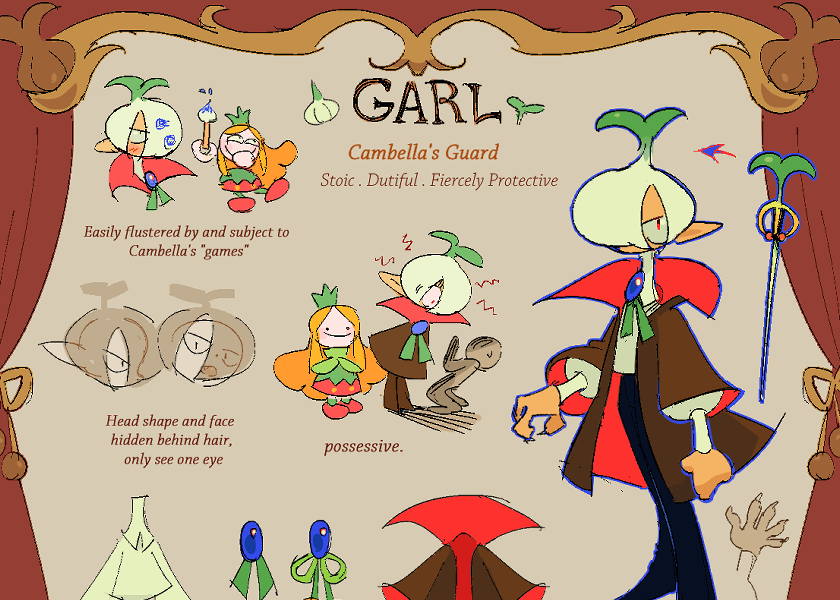 GARL
Cambella's Guard
Stoic . Dutiful . Fiercely Protective
Easily flustered by and subject to
Cambella's "games"
Head shape and face
hidden behind hair,
only see one eye
possessive.